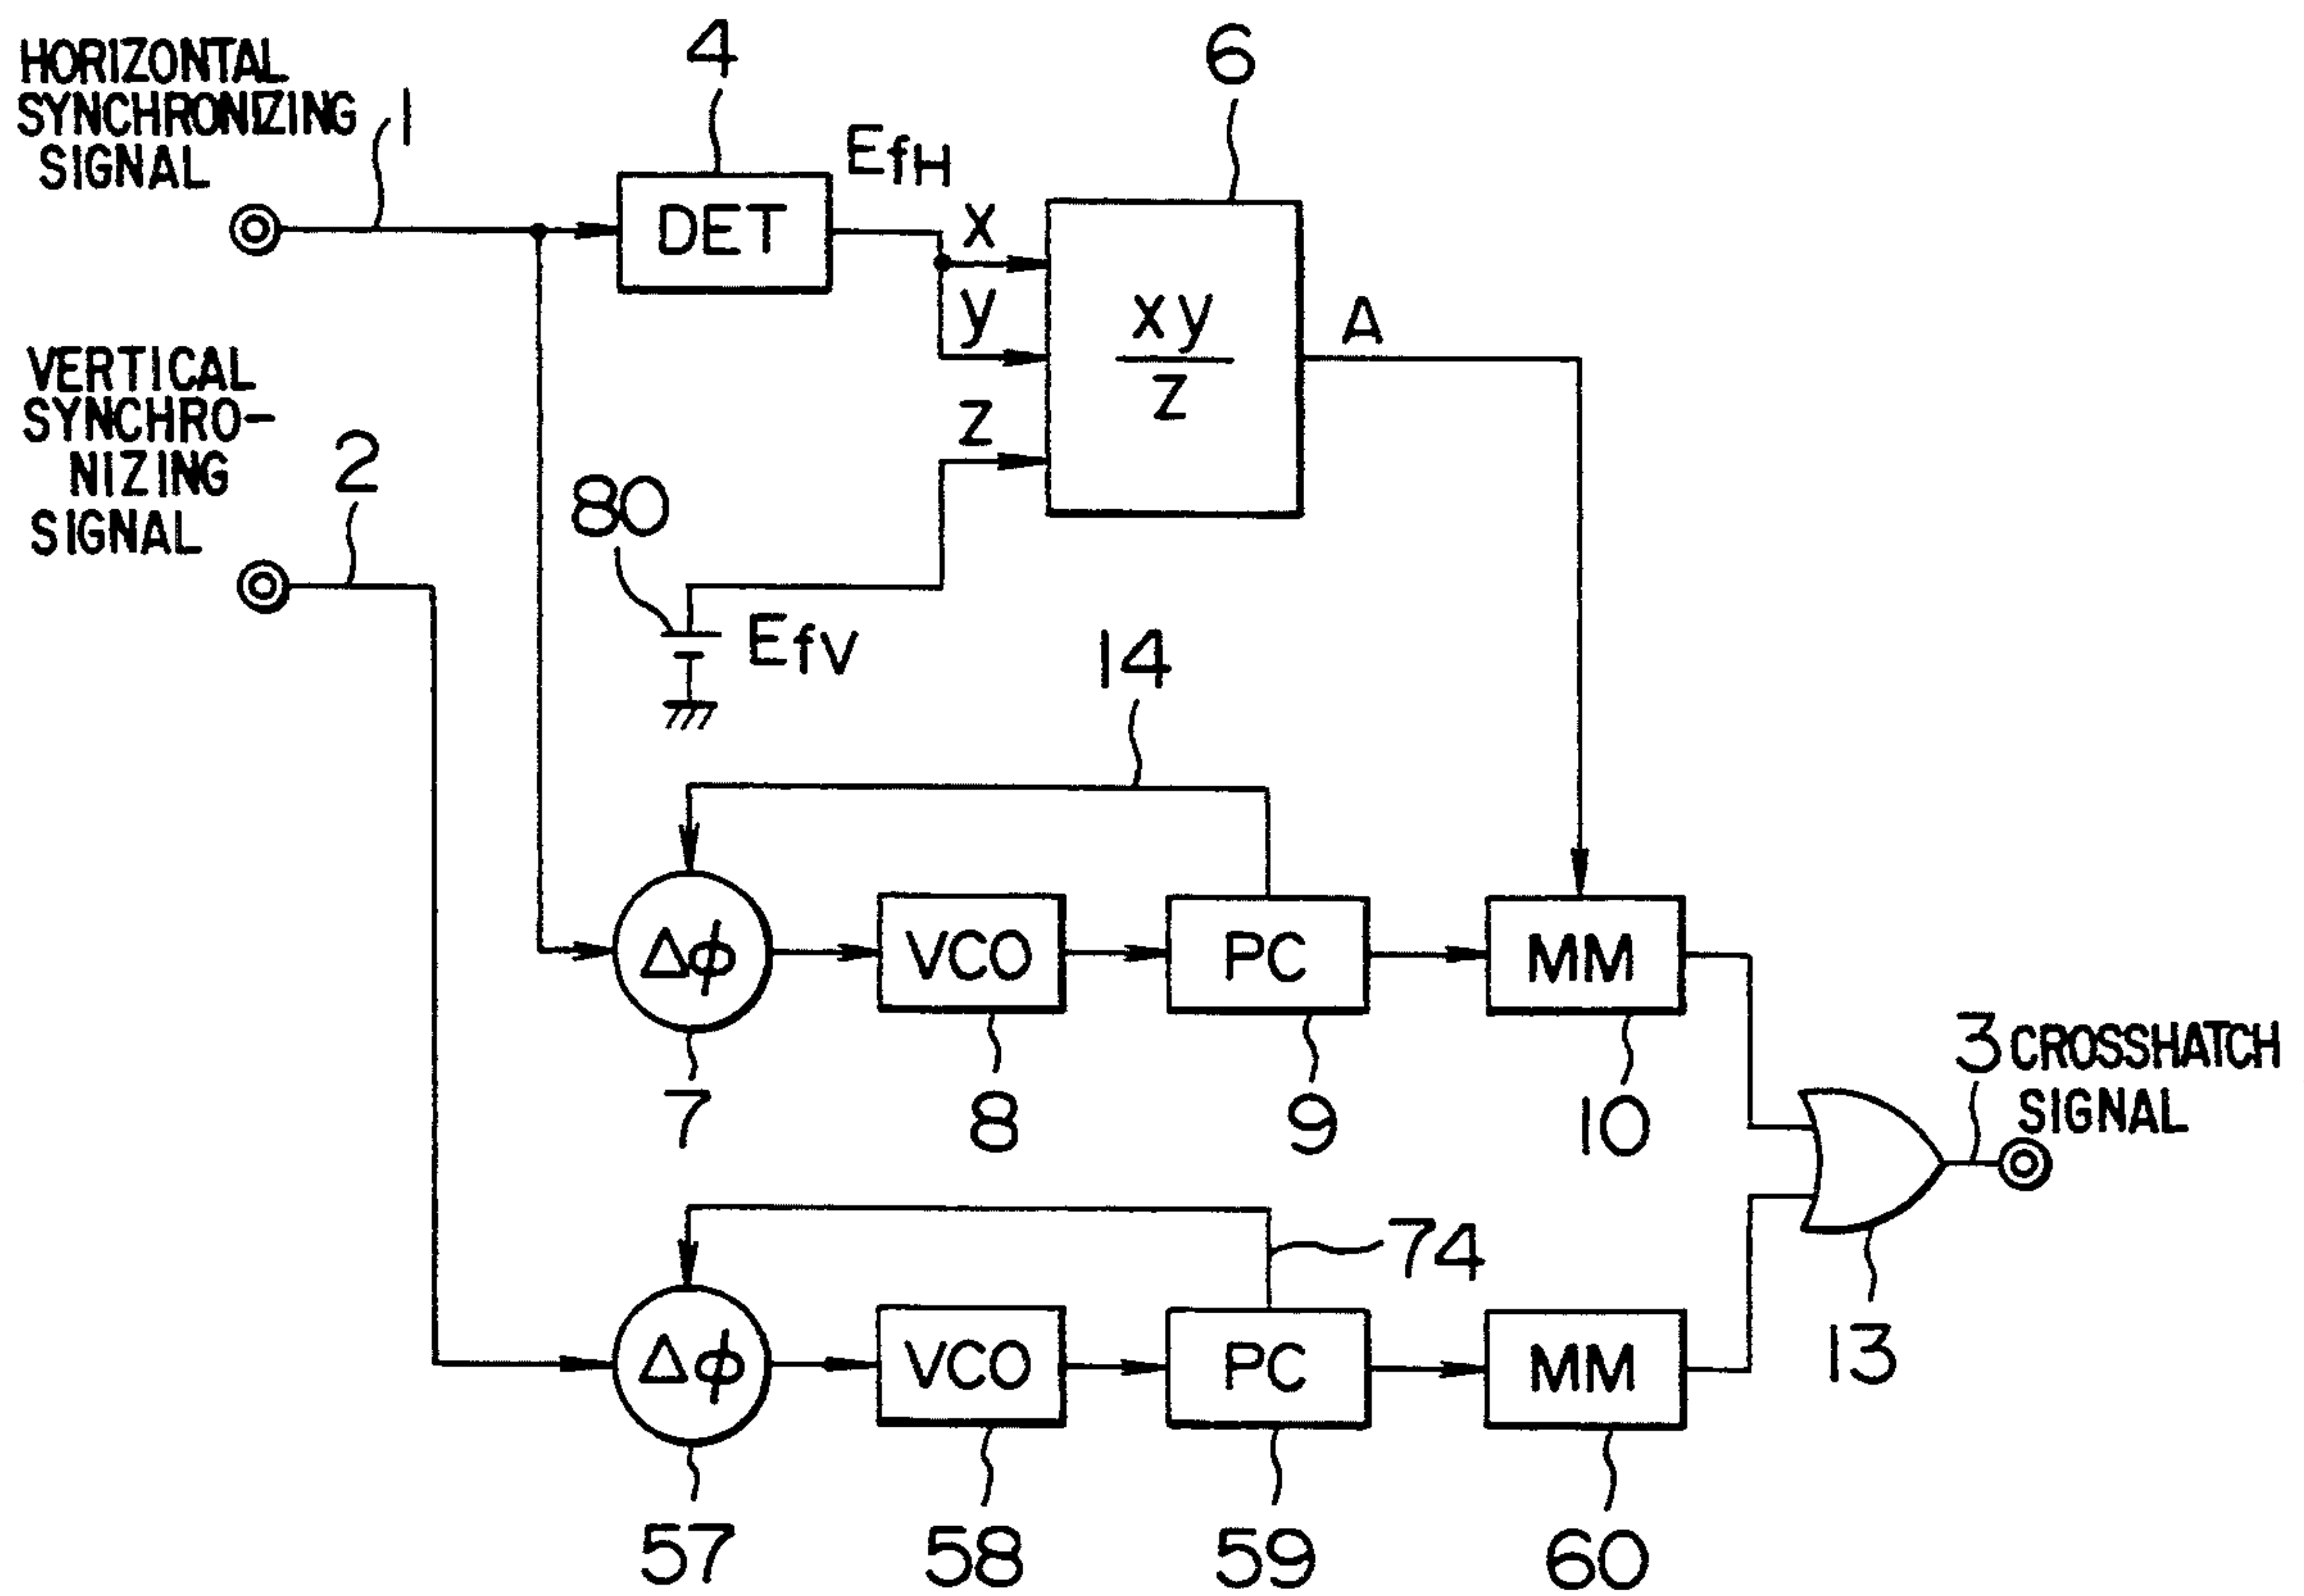 HORIZONTAL
SYNCHRONIZING
SIGNAL
1
4
6
DET
EfH
x
y
z
xy
z
A
VERTICAL
SYNCHRO-
NIZING
SIGNAL
2
80
EfV
14
Δϕ
VCO
PC
MM
7
8
9
10
3 CROSSHATCH
SIGNAL
13
74
Δϕ
VCO
PC
MM
57
58
59
60